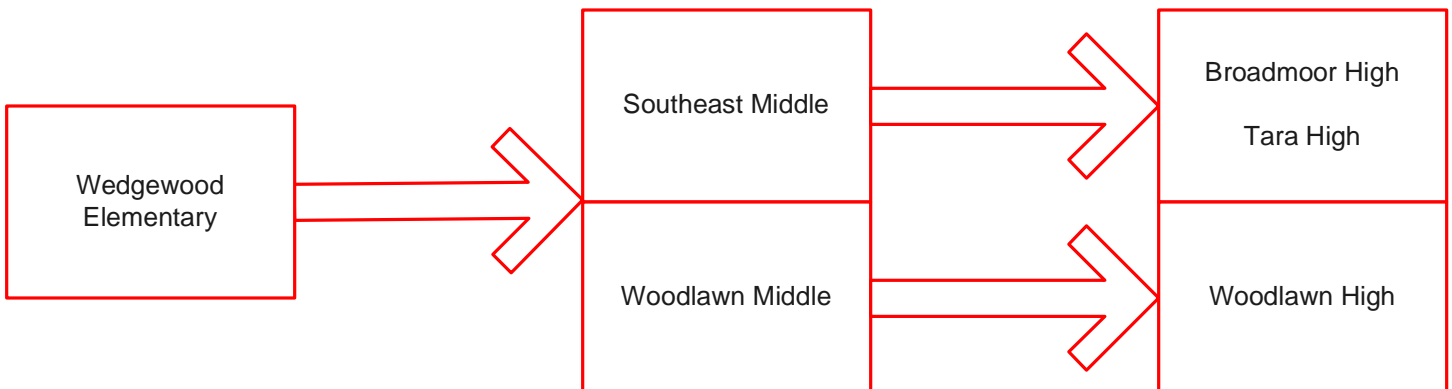 Wedgewood
Elementary
Southeast Middle
Woodlawn Middle
Broadmoor High
Tara High
Woodlawn High